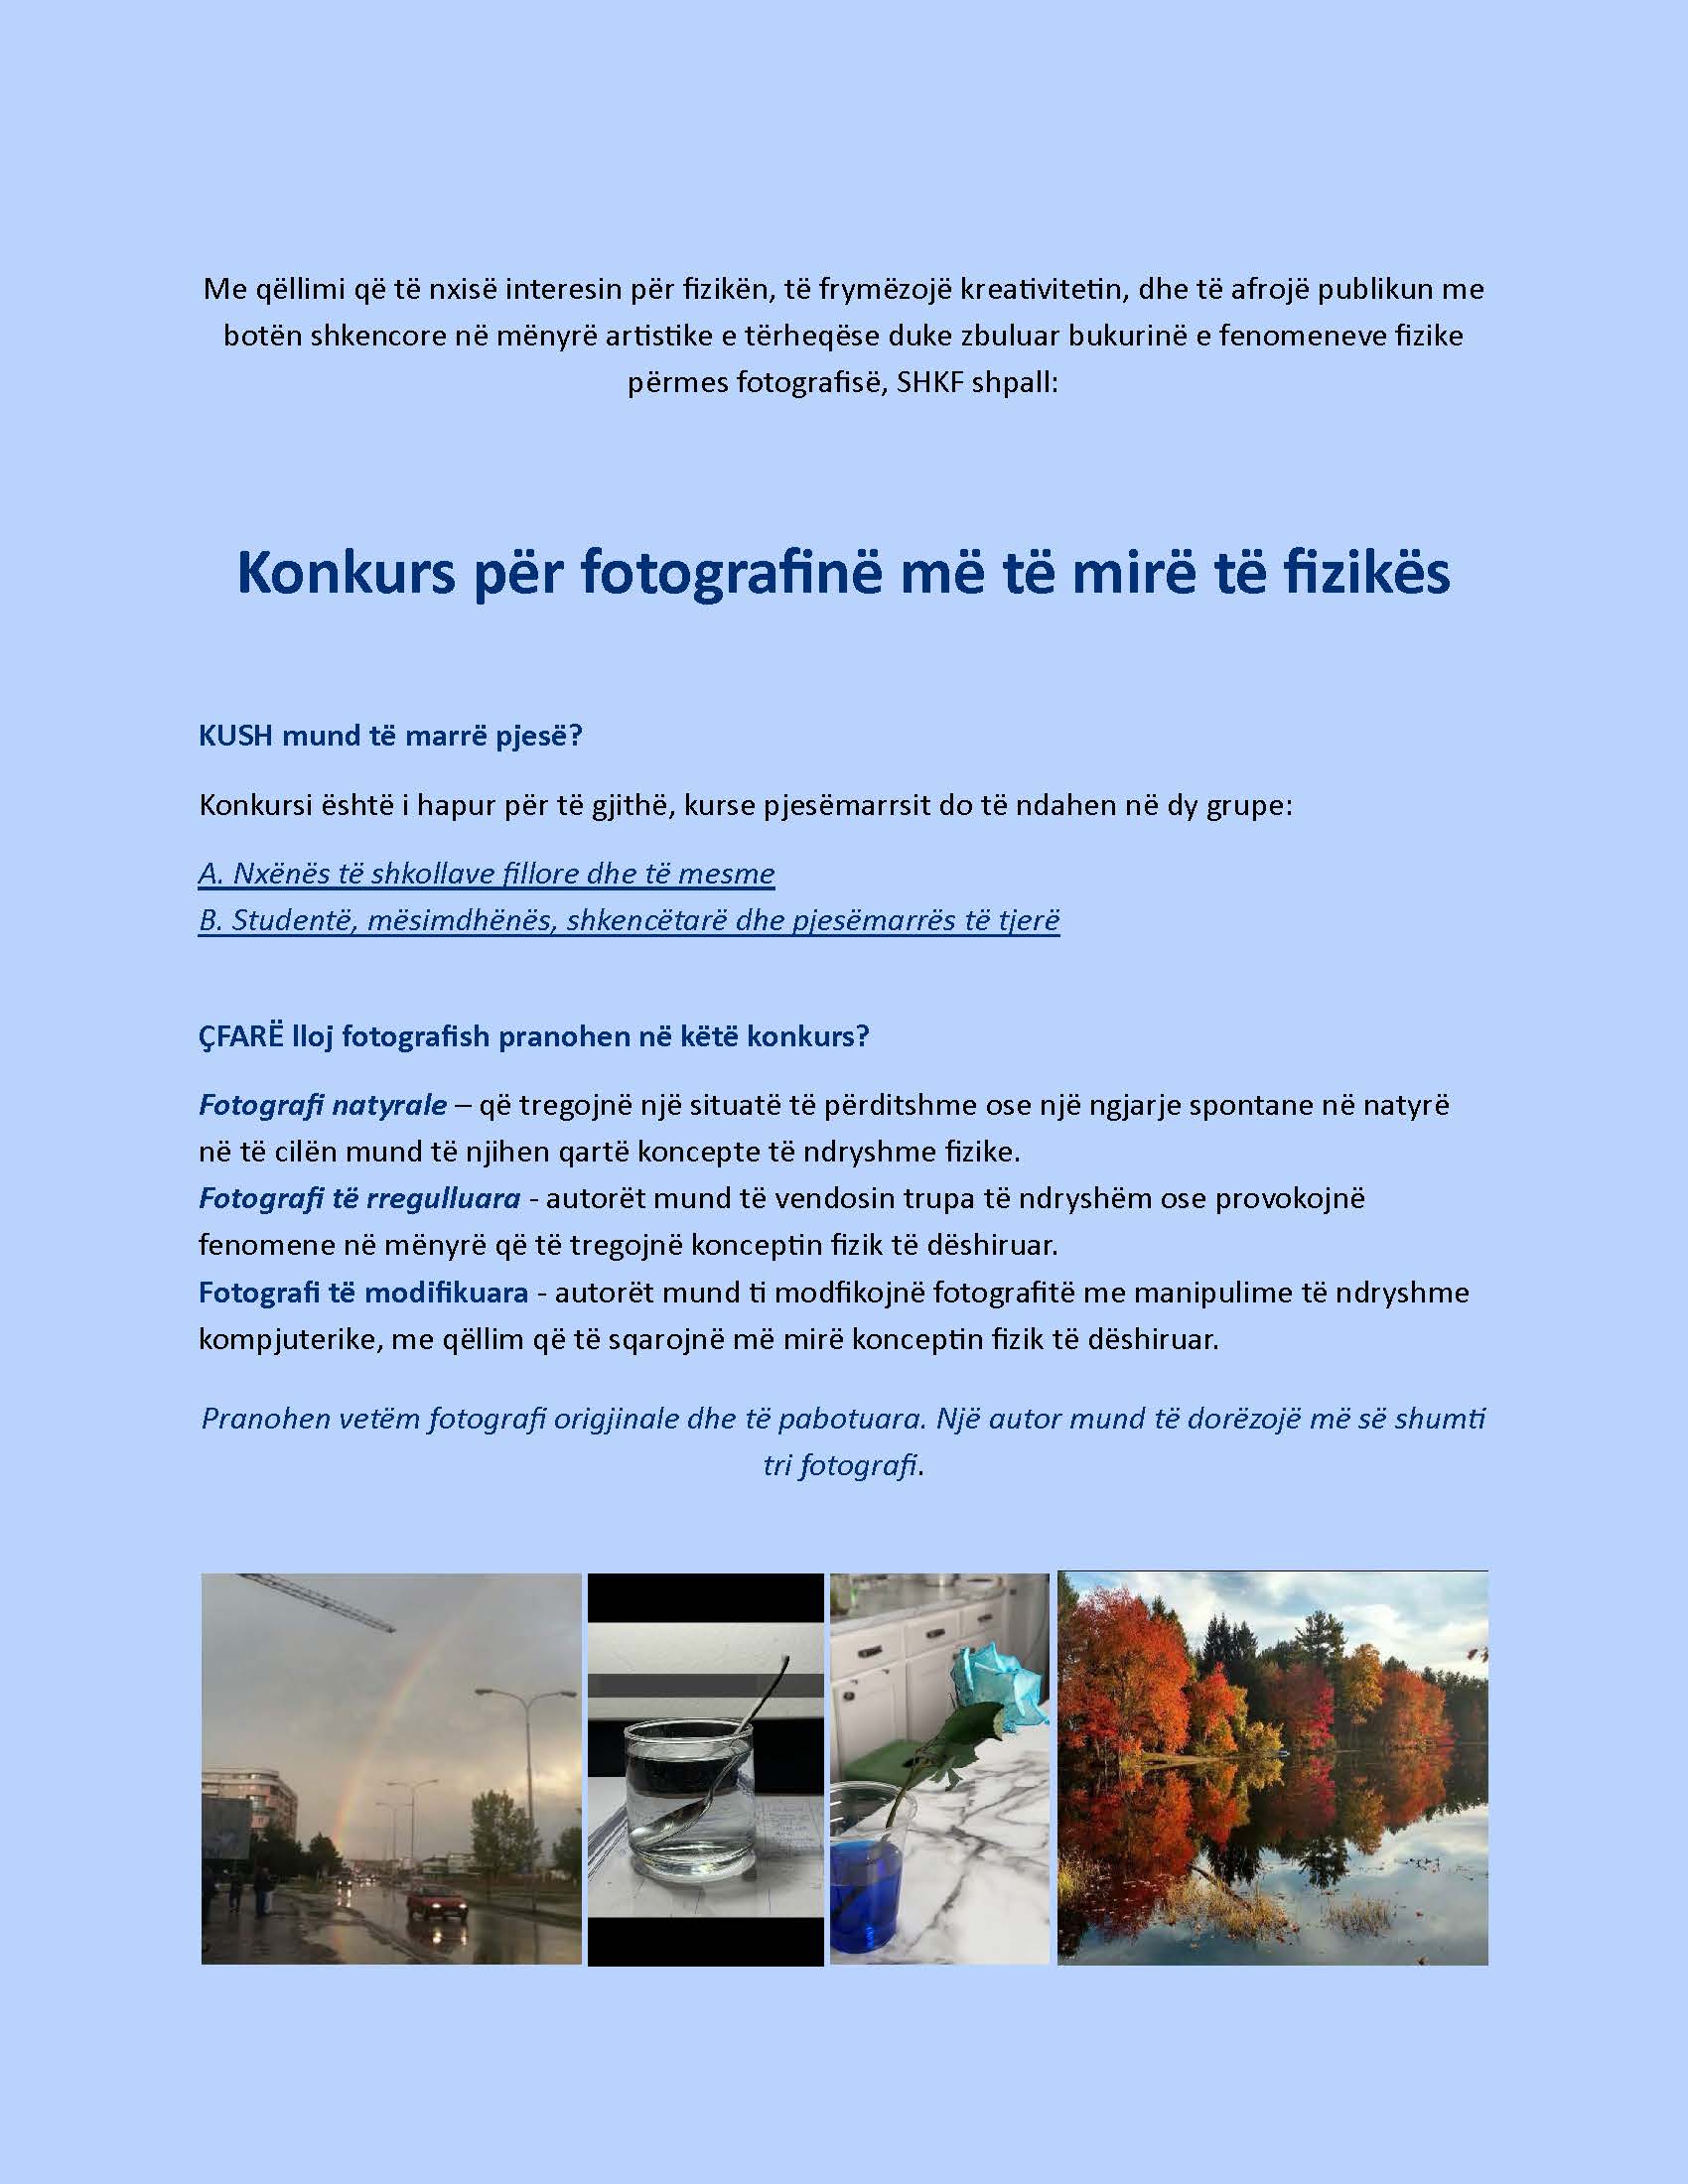 Me qëllimi që të nxisë interesin për fizikën, të frymëzojë kreativitetin, dhe të afrojë publikun me
botën shkencore në mënyrë artistike e tërheqëse duke zbuluar bukurinë e fenomeneve fizike
përmes fotografisë, SHKF shpall:
Konkurs për fotografinë më të mirë të fizikës
KUSH mund të marrë pjesë?
Konkursi është i hapur për të gjithë, kurse pjesëmarrsit do të ndahen në dy grupe:
A. Nxënës të shkollave fillore dhe të mesme
B. Studentë, mësimdhënës, shkencëtarë dhe pjesëmarrës të tjerë
ÇFARË lloj fotografish pranohen në këtë konkurs?
Fotografi natyrale – që tregojnë një situatë të përditshme ose një ngjarje spontane në natyrë
në të cilën mund të njihen qartë koncepte të ndryshme fizike.
Fotografi të rregulluara - autorët mund të vendosin trupa të ndryshëm ose provokojnë
fenomene në mënyrë që të tregojnë konceptin fizik të dëshiruar.
Fotografi të modifikuara - autorët mund ti modfikojnë fotografitë me manipulime të ndryshme
kompjuterike, me qëllim që të sqarojnë më mirë konceptin fizik të dëshiruar.
Pranohen vetëm fotografi origjinale dhe të pabotuara. Një autor mund të dorëzojë më së shumti
tri fotografi.